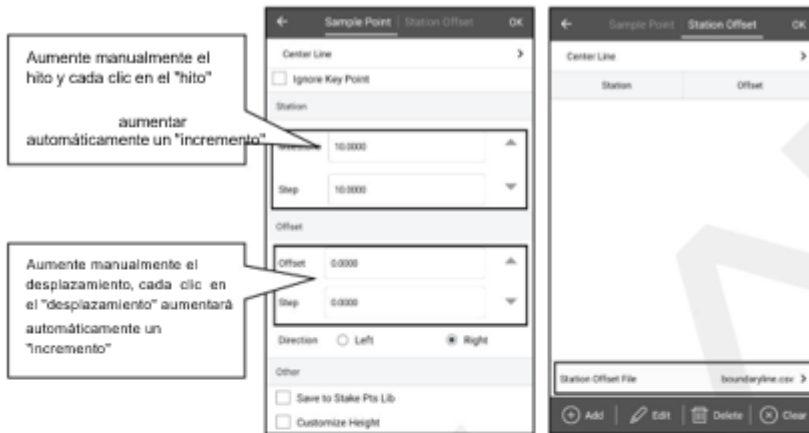 Aumente manualmente el
hito y cada clic en el "hito"
aumentar
automáticamente un "incremento"
Aumente manualmente el
desplazamiento, cada clic en
el "desplazamiento" aumentará
automáticamente un
"incremento"
Sample Point | Station Offset OK
Center Line
Ignore Key Point
Station
10.0000
Step 10.0000
Offset
Offset 0.0000
Step 0.0000
Direction Left Right
Other
Save to Stake Pts Lib
Customize Height
Sample Point | Station Offset OK
Center Line
Station Offset
Station Offset File boundaryline.csv
Add | Edit | Delete | Clear